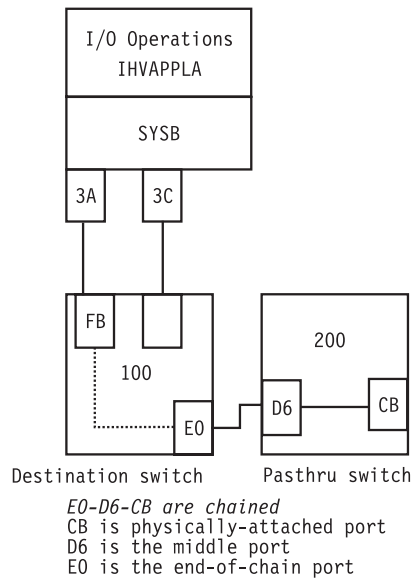 I/O Operations
IHVAPPLA
SYSB
3A
3C
FB
100
E0
200
D6
CB
Destination switch
Pasthru switch
E0-D6-CB are chained
CB is physically-attached port
D6 is the middle port
E0 is the end-of-chain port